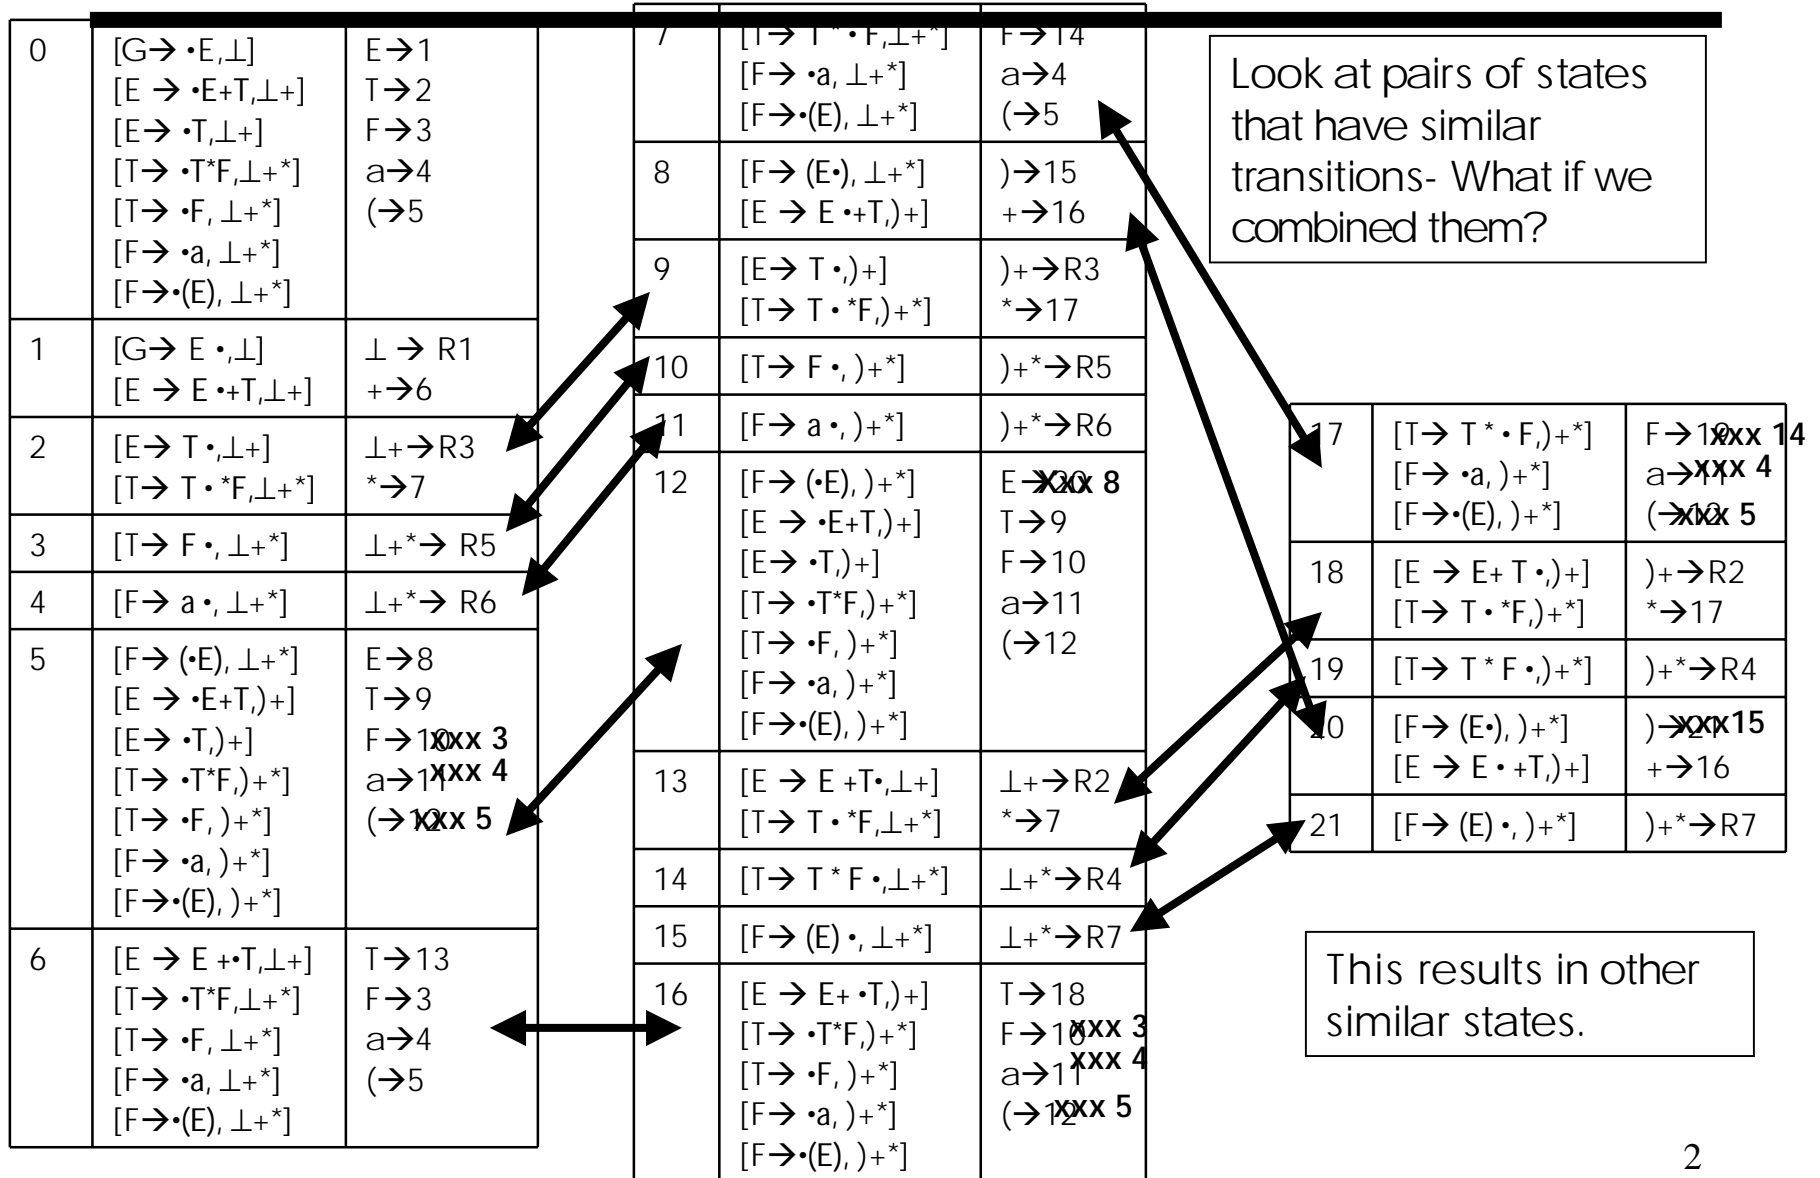 0 [G→ •E,⊥] E→1
[E → •E+T,⊥+] T→2
[E→ •T,⊥+] F→3
[T→ •T*F,⊥+*] a→4
[T→ •F, ⊥+*] (→5
[F→ •a, ⊥+*]
[F→•(E), ⊥+*]
1 [G→ E •,⊥] ⊥ → R1
[E → E •+T,⊥+] +→6
2 [E→ T •,⊥+] ⊥+→R3
[T→ T • *F,⊥+*] *→7
3 [T→ F •, ⊥+*] ⊥+*→ R5
4 [F→ a •, ⊥+*] ⊥+*→ R6
5 [F→ (•E), ⊥+*] E→8
[E → •E+T,)+] T→9
[E→ •T,)+] F→10 xxx 3
[T→ •T*F,)+*] a→11 xxx 4
[T→ •F, )+*] (→12 xxx 5
[F→ •a, )+*]
[F→•(E), )+*]
6 [E → E +•T,⊥+] T→13
[T→ •T*F,⊥+*] F→3
[T→ •F, ⊥+*] a→4
[F→ •a, ⊥+*] (→5
[F→•(E), ⊥+*]
7 [T→ T * • F,⊥+*] F→14
[F→ •a, ⊥+*] a→4
[F→•(E), ⊥+*] (→5
8 [F→ (E•), ⊥+*] )→15
[E → E •+T,)+] +→16
9 [E→ T •,)+] )+→R3
[T→ T • *F,)+*] *→17
10 [T→ F •, )+*] )+*→R5
11 [F→ a •, )+*] )+*→R6
12 [F→ (•E), )+*] E→20 xxx 8
[E → •E+T,)+] T→9
[E→ •T,)+] F→10
[T→ •T*F,)+*] a→11
[T→ •F, )+*] (→12
[F→ •a, )+*]
[F→•(E), )+*]
13 [E → E +T•,⊥+] ⊥+→R2
[T→ T • *F,⊥+*] *→7
14 [T→ T * F •,⊥+*] ⊥+*→R4
15 [F→ (E) •, ⊥+*] ⊥+*→R7
16 [E → E+ •T,)+] T→18
[T→ •T*F,)+*] F→10 xxx 3
[T→ •F, )+*] a→11 xxx 4
[F→ •a, )+*] (→12 xxx 5
[F→•(E), )+*]
Look at pairs of states
that have similar
transitions- What if we
combined them?
17 [T→ T * • F,)+*] F→19 xxx 14
[F→ •a, )+*] a→11 xxx 4
[F→•(E), )+*] (→12 xxx 5
18 [E → E+ T •,)+] )+→R2
[T→ T • *F,)+*] *→17
19 [T→ T * F •,)+*] )+*→R4
20 [F→ (E•), )+*] )→21 xxx15
[E → E • +T,)+] +→16
21 [F→ (E) •, )+*] )+*→R7
This results in other
similar states.
2